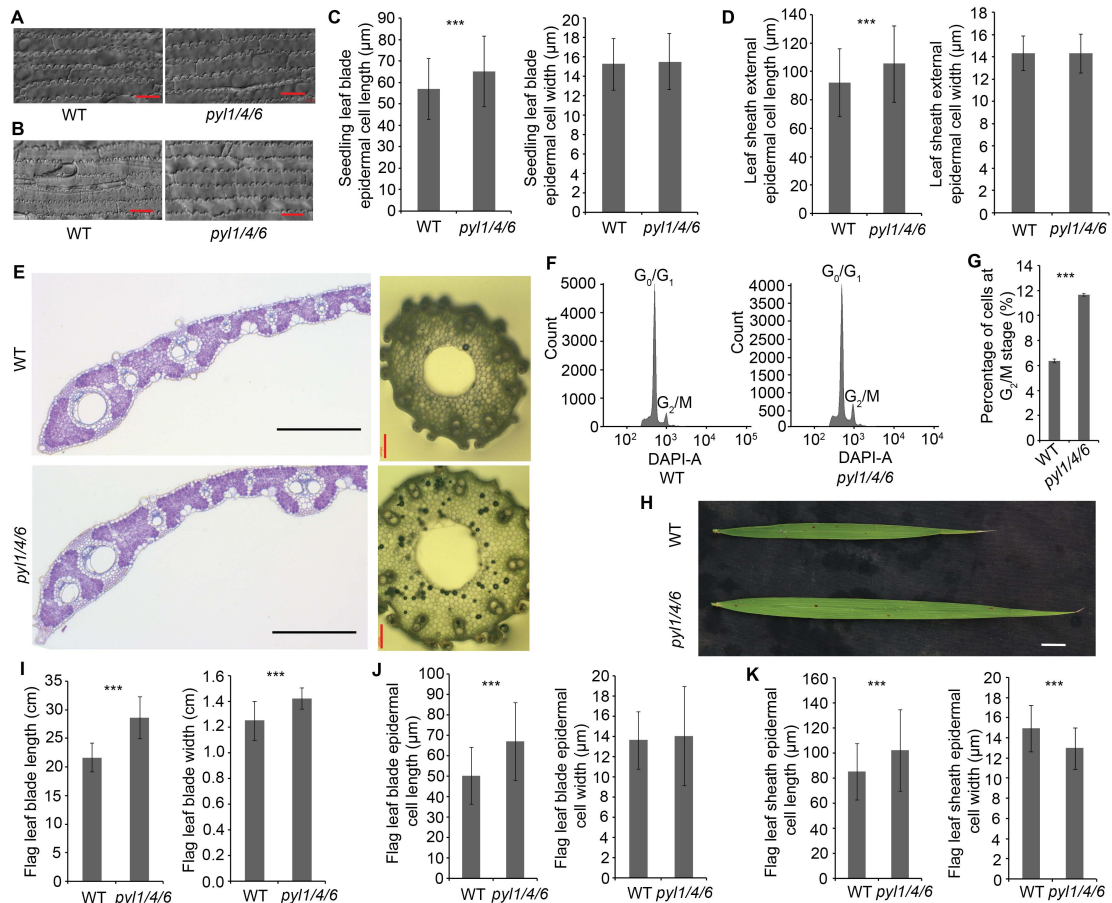 A
WT
pyl1/4/6
B
WT
pyl1/4/6
C
Seedling leaf blade
epidermal cell length (µm)
90
80
70
60
50
40
30
20
10
0
***
WT
pyl1/4/6
Seedling leaf blade
epidermal cell width (µm)
20
18
16
14
12
10
8
6
4
2
0
WT
pyl1/4/6
D
Leaf sheath external
epidermal cell length (µm)
140
120
100
80
60
40
20
0
***
WT
pyl1/4/6
Leaf sheath external
epidermal cell width (µm)
18
16
14
12
10
8
6
4
2
0
WT
pyl1/4/6
E
WT
pyl1/4/6
F
Count
5000
4000
3000
2000
1000
0
G0/G1
G2/M
10² 10³ 10⁴ 10⁵
DAPI-A
WT
Count
4000
3500
3000
2500
2000
1500
1000
500
0
G0/G1
G2/M
10² 10³ 10⁴ 10⁴
DAPI-A
pyl1/4/6
G
Percentage of cells at
G2/M stage (%)
14
12
10
8
6
4
2
0
***
WT
pyl1/4/6
H
WT
pyl1/4/6
I
Flag leaf blade length (cm)
35
30
25
20
15
10
5
0
***
WT pyl1/4/6
Flag leaf blade width (cm)
1.6
1.4
1.2
1.0
0.8
0.6
0.4
0.2
0.0
***
WT pyl1/4/6
J
Flag leaf blade epidermal
cell length (µm)
100
90
80
70
60
50
40
30
20
10
0
***
WT pyl1/4/6
Flag leaf blade epidermal
cell width (µm)
20
18
16
14
12
10
8
6
4
2
0
WT pyl1/4/6
K
Flag leaf sheath epidermal
cell length (µm)
160
140
120
100
80
60
40
20
0
***
WT pyl1/4/6
Flag leaf sheath epidermal
cell width (µm)
20
18
16
14
12
10
8
6
4
2
0
***
WT pyl1/4/6